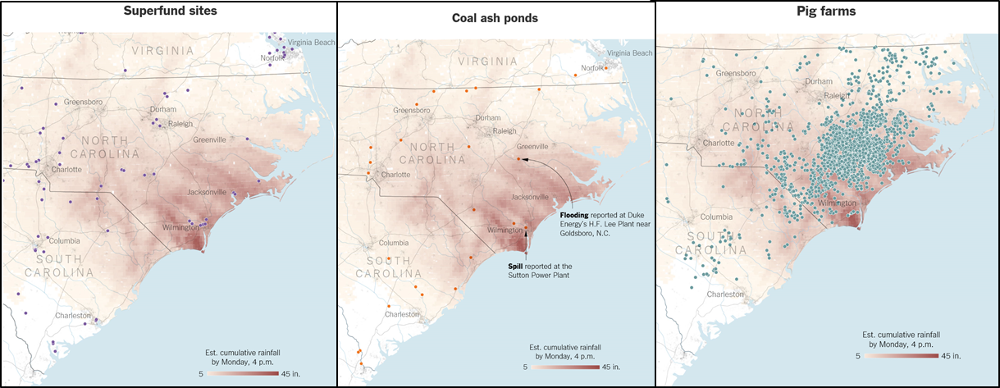 Superfund sites
VIRGINIA
Virginia Beach
Norfolk
Greensboro
Durham
Raleigh
NORTH
CAROLINA
Greenville
Charlotte
Jacksonville
Wilmington
Columbia
SOUTH
CAROLINA
Charleston
Est. cumulative rainfall
by Monday, 4 p.m.
5 45 in.
Coal ash ponds
VIRGINIA
Virginia Beach
Norfolk
Greensboro
Durham
Raleigh
NORTH
CAROLINA
Greenville
Charlotte
Jacksonville
Flooding reported at Duke
Energy's H.F. Lee Plant near
Goldsboro, N.C.
Wilmington
Columbia
SOUTH
CAROLINA
Spill reported at the
Sutton Power Plant
Charleston
Est. cumulative rainfall
by Monday, 4 p.m.
5 45 in.
Pig farms
Greensboro
Durham
Raleigh
NORTH
CAROLINA
Charlotte
Wilmington
Columbia
SOUTH
CAROLINA
Charleston
Est. cumulative rainfall
by Monday, 4 p.m.
5 45 in.